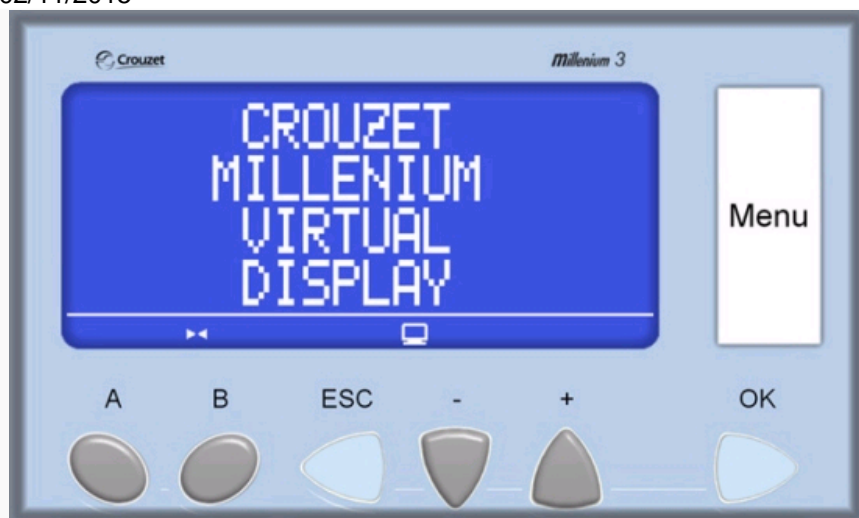 Crouzet
Millenium 3
CROUZET
MILLENIUM
VIRTUAL
DISPLAY
Menu
A B ESC - + OK